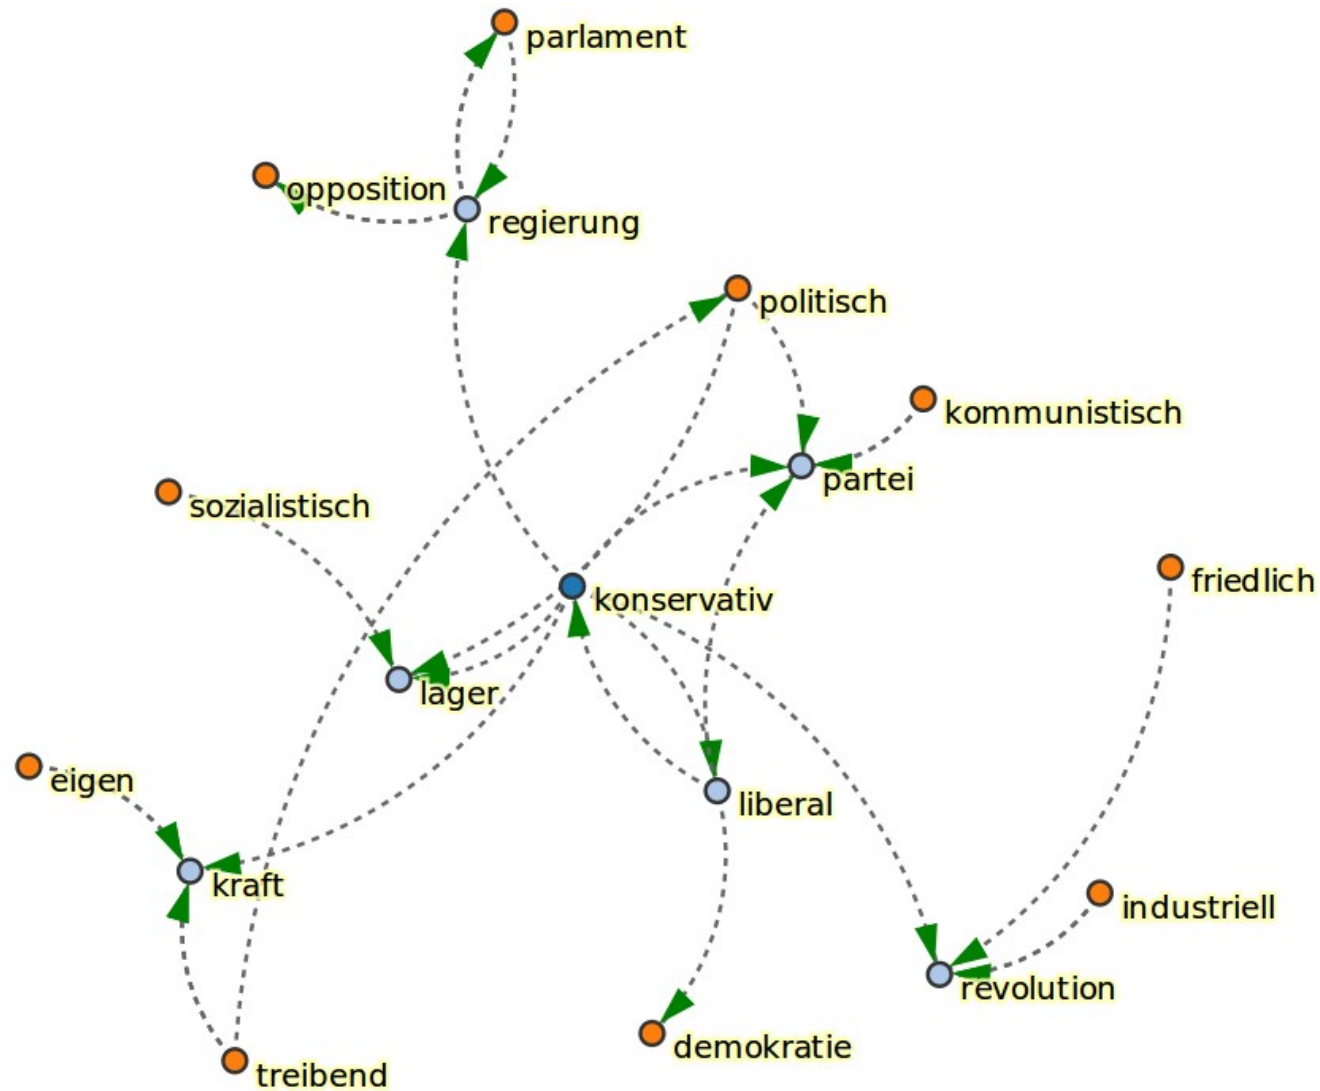 parlament
opposition
regierung
politisch
kommunistisch
partei
sozialistisch
friedlich
konservativ
lager
eigen
liberal
kraft
industriell
revolution
demokratie
treibend